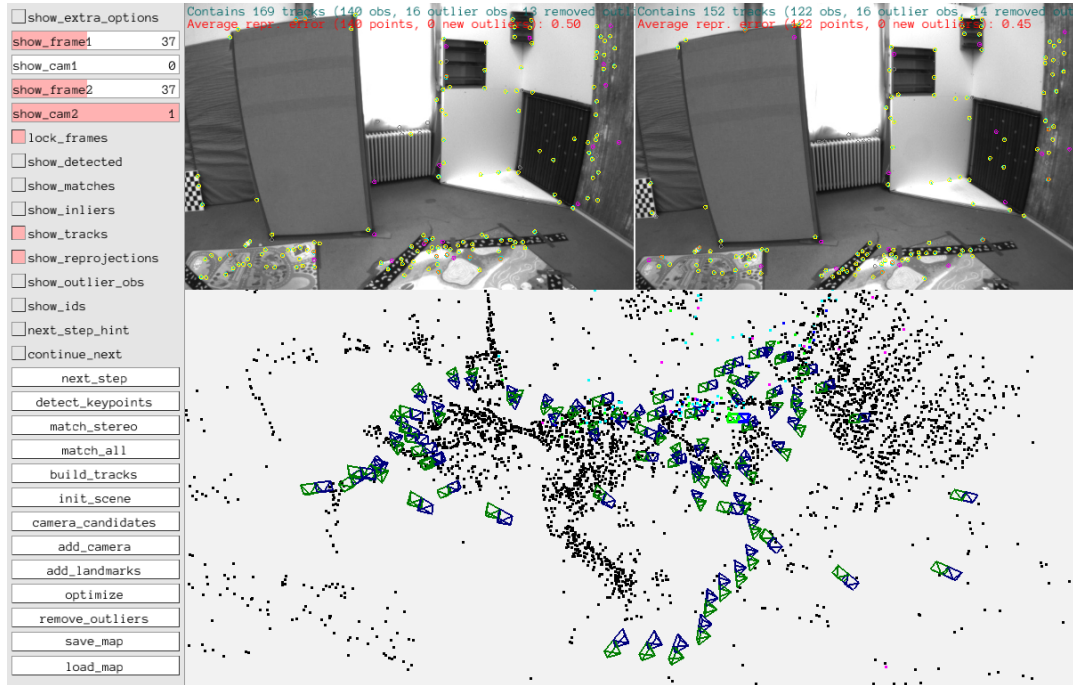 show_extra_options
show_frame1 37
show_cam1 0
show_frame2 37
show_cam2 1
lock_frames
show_detected
show_matches
show_inliers
show_tracks
show_reprojections
show_outlier_obs
show_ids
next_step_hint
continue_next
next_step
detect_keypoints
match_stereo
match_all
build_tracks
init_scene
camera_candidates
add_camera
add_landmarks
optimize
remove_outliers
save_map
load_map
Contains 169 tracks (140 obs, 16 outlier obs, 13 removed
Average repr. error (140 points, 0 new outliers): 0.50
Contains 152 tracks (122 obs, 16 outlier obs, 14 removed
Average repr. error (122 points, 0 new outliers): 0.45